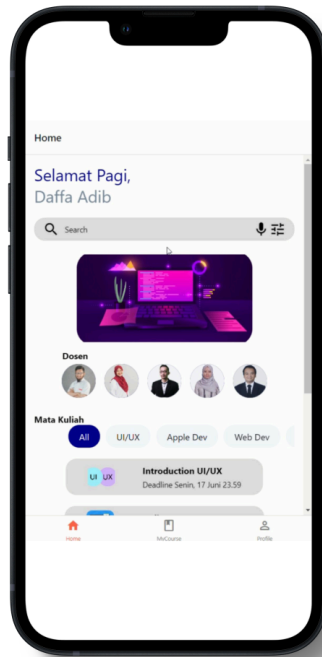 Home
Selamat Pagi,
Daffa Adib
Search
Dosen
Mata Kuliah
All UI/UX Apple Dev Web Dev
UI UX
Introduction UI/UX
Deadline Senin, 17 Juni 23.59
Home MyCourse Profile